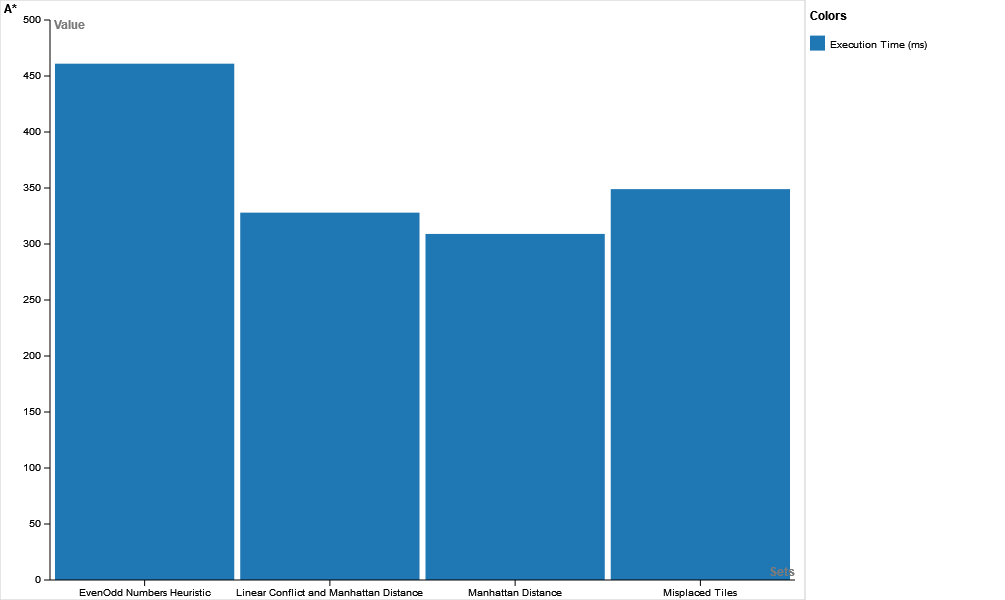 A*
Value
500
450
400
350
300
250
200
150
100
50
0
Sets
EvenOdd Numbers Heuristic
Linear Conflict and Manhattan Distance
Manhattan Distance
Misplaced Tiles
Colors
Execution Time (ms)